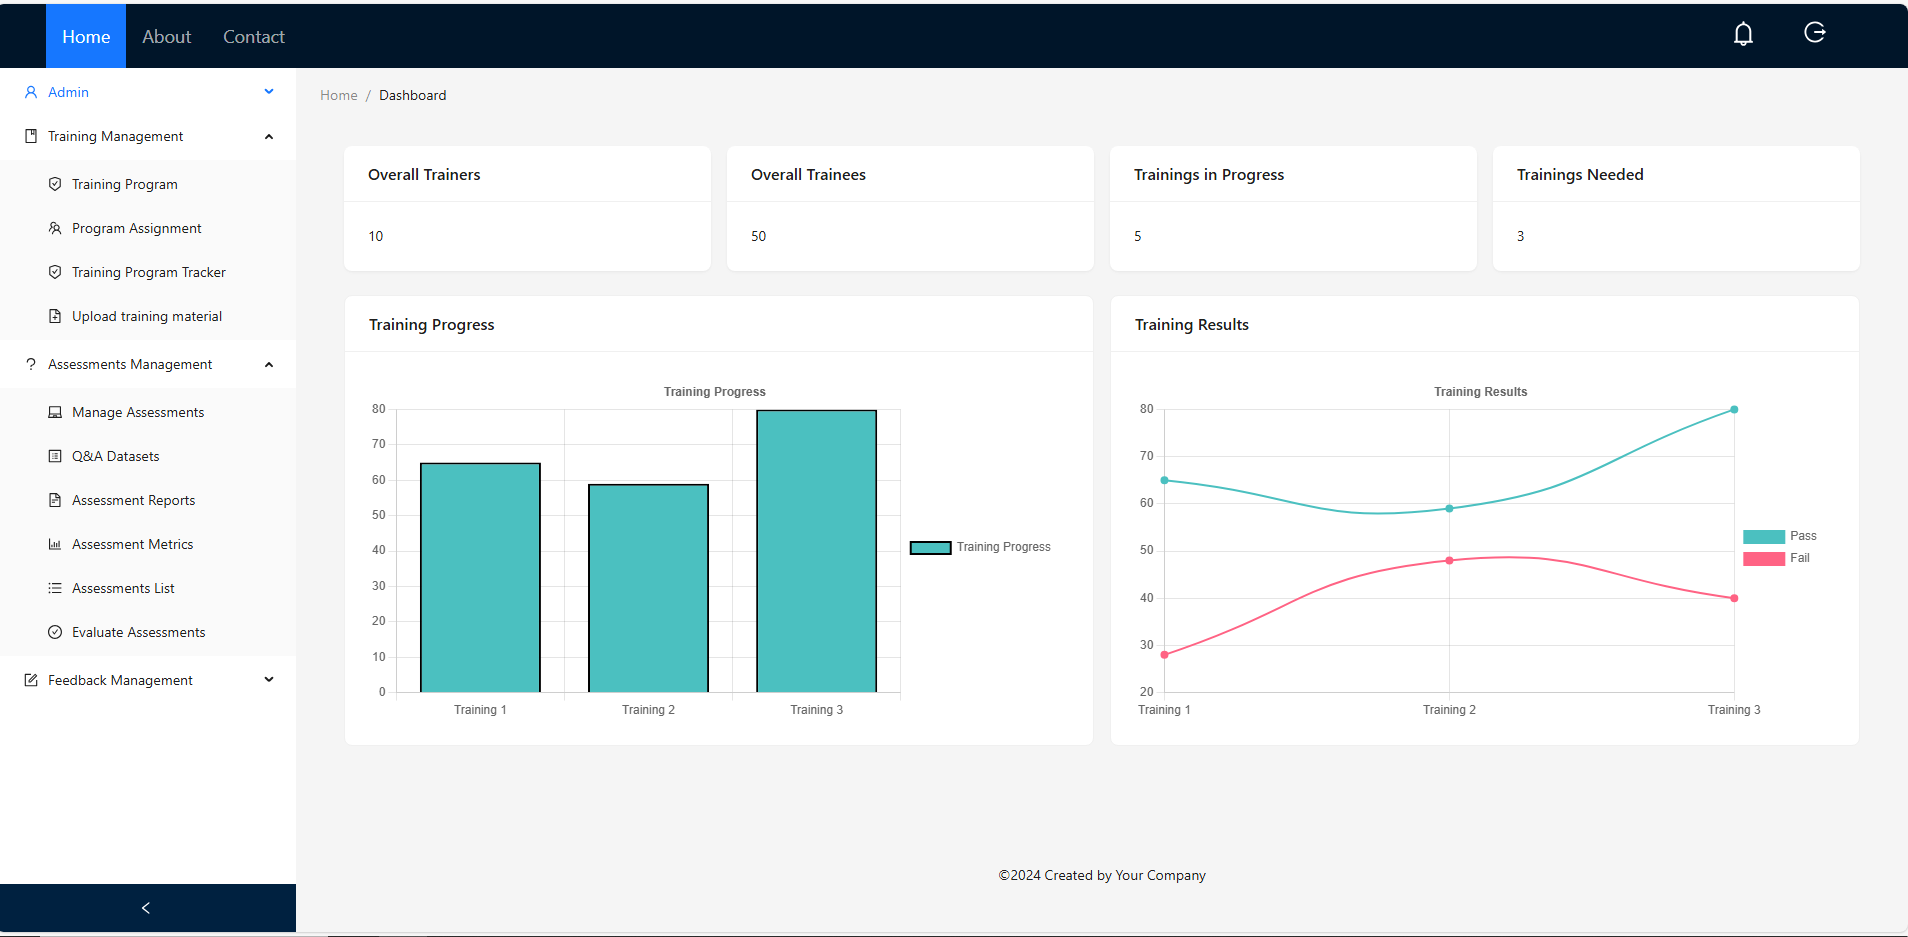 Home About Contact
Admin
Training Management
Training Program
Program Assignment
Training Program Tracker
Upload training material
Assessments Management
Manage Assessments
Q&A Datasets
Assessment Reports
Assessment Metrics
Assessments List
Evaluate Assessments
Feedback Management
Home / Dashboard
Overall Trainers
10
Overall Trainees
50
Trainings in Progress
5
Trainings Needed
3
Training Progress
Training Progress
80
70
60
50
40
30
20
10
0
Training 1 Training 2 Training 3
Training Progress
Training Results
Training Results
80
70
60
50
40
30
20
Training 1 Training 2 Training 3
Pass
Fail
©2024 Created by Your Company